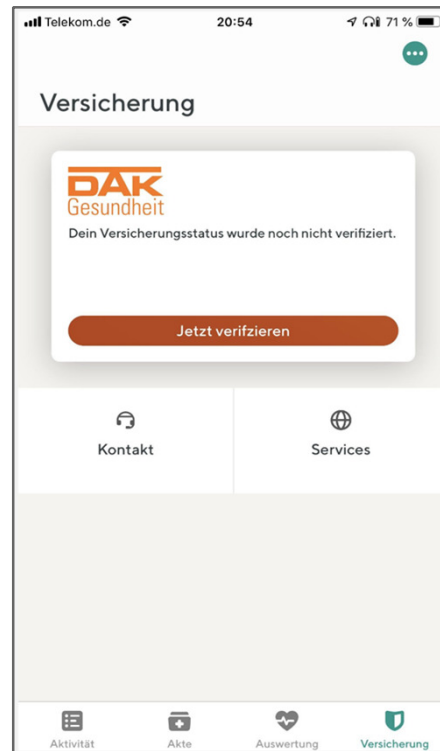 Telekom.de 20:54 71 %
Versicherung
DAK
Gesundheit
Dein Versicherungsstatus wurde noch nicht verifiziert.
Jetzt verifzieren
Kontakt Services
Aktivität Akte Auswertung Versicherung